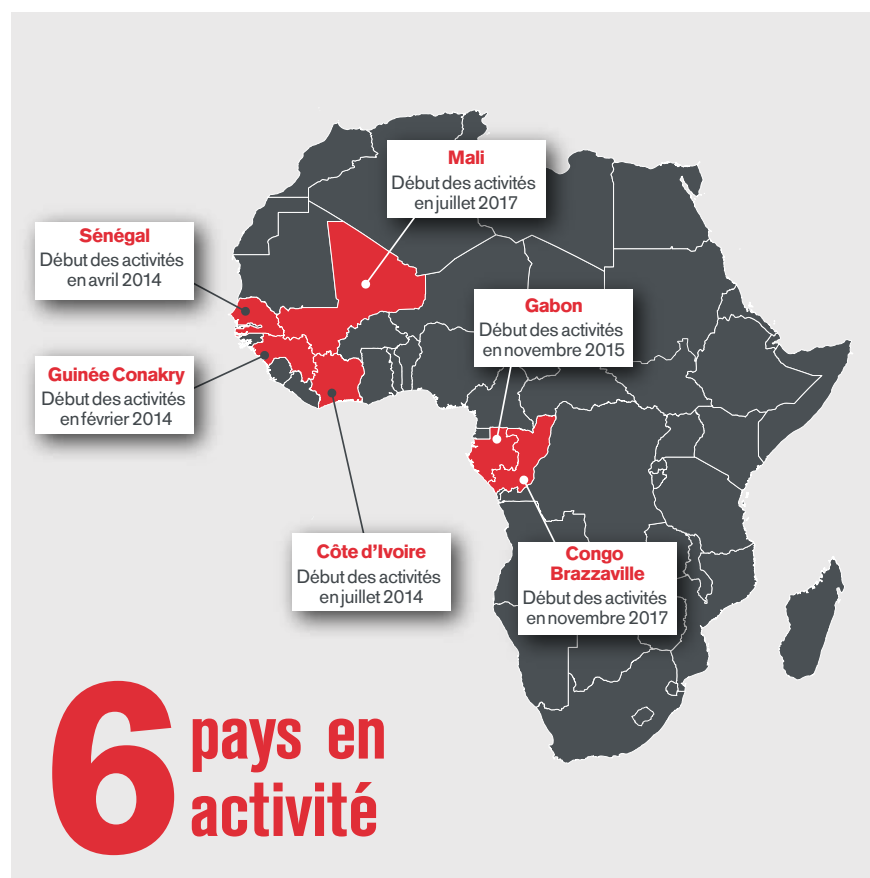 Mali
Début des activités
en juillet 2017
Sénégal
Début des activités
en avril 2014
Gabon
Début des activités
en novembre 2015
Guinée Conakry
Début des activités
en février 2014
Côte d'Ivoire
Début des activités
en juillet 2014
Congo
Brazzaville
Début des activités
en novembre 2017
6 pays en
activité